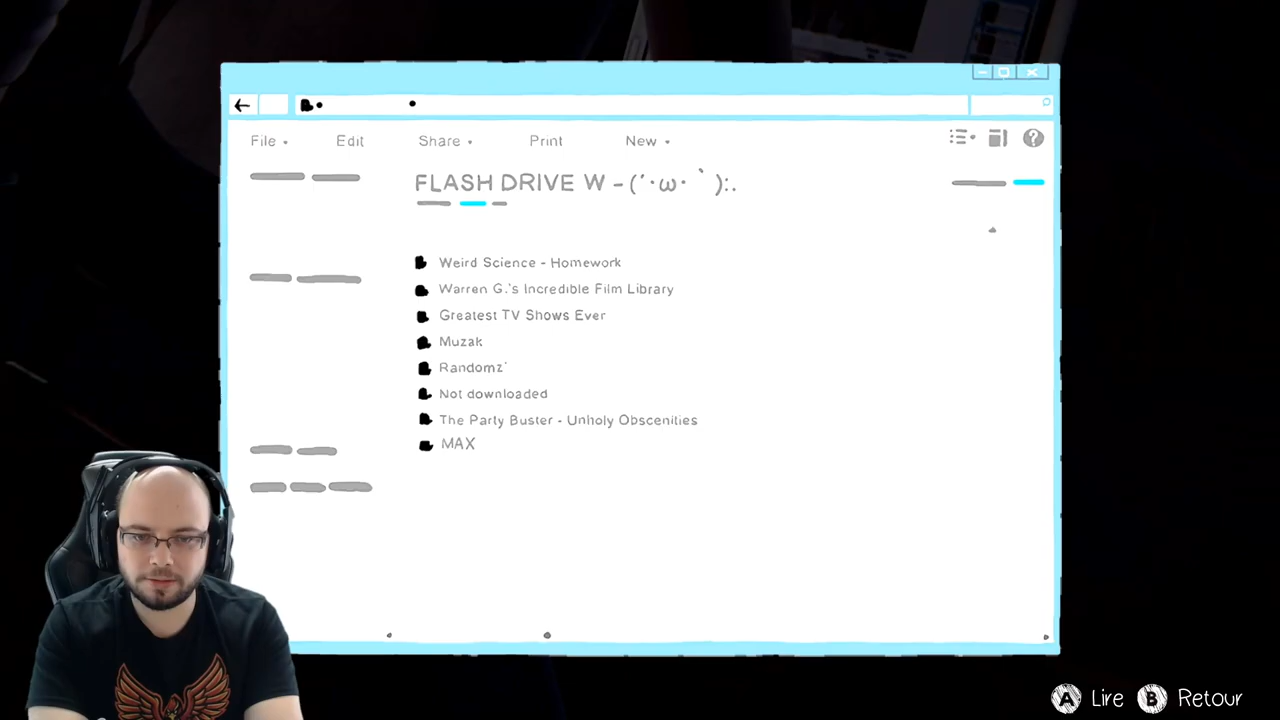 File Edit Share Print New
FLASH DRIVE W - (´･ω･`):.
Weird Science - Homework
Warren G.'s Incredible Film Library
Greatest TV Shows Ever
Muzak
Randomz'
Not downloaded
The Party Buster - Unholy Obscenities
MAX
A Lire B Retour